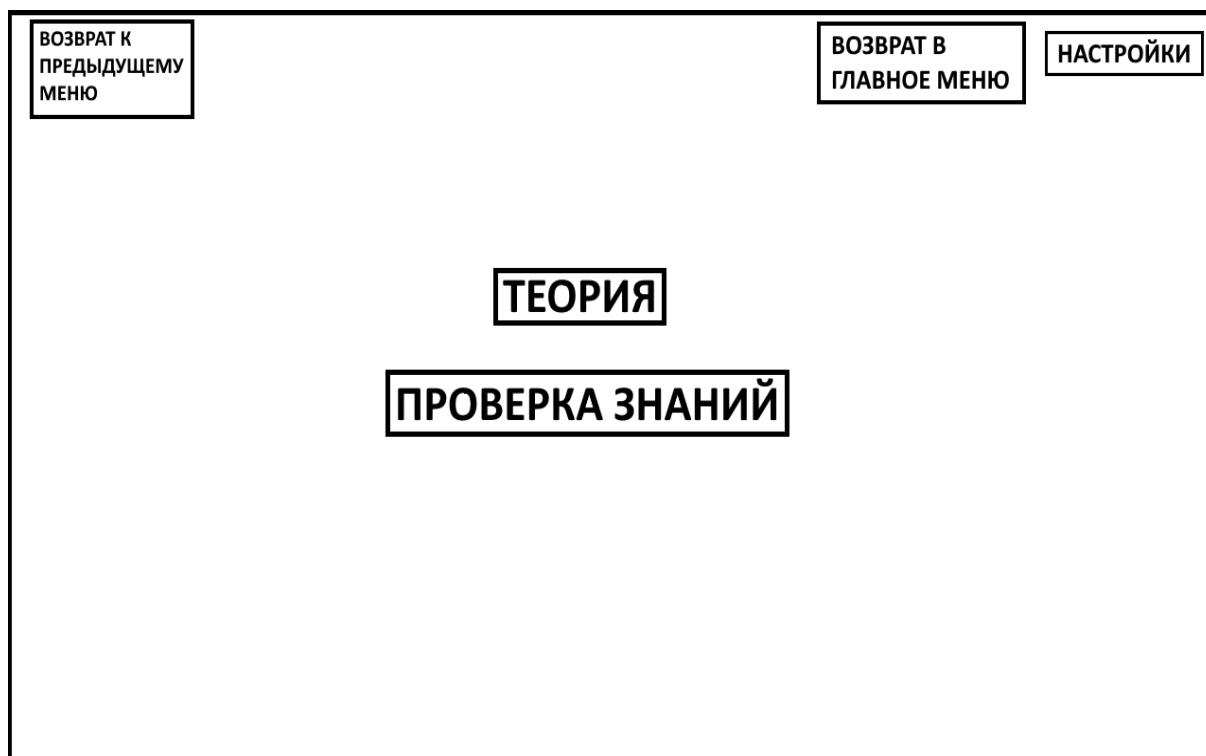 ВОЗВРАТ К
ПРЕДЫДУЩЕМУ
МЕНЮ
ВОЗВРАТ В
ГЛАВНОЕ МЕНЮ
НАСТРОЙКИ
ТЕОРИЯ
ПРОВЕРКА ЗНАНИЙ